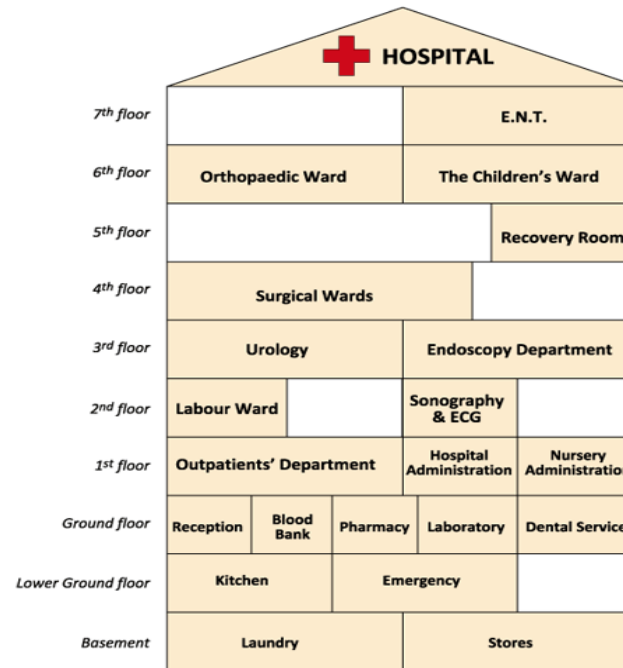 HOSPITAL
7th floor
E.N.T.
6th floor
Orthopaedic Ward
The Children's Ward
5th floor
Recovery Room
4th floor
Surgical Wards
3rd floor
Urology
Endoscopy Department
2nd floor
Labour Ward
Sonography
& ECG
1st floor
Outpatients' Department
Hospital
Administration
Nursery
Administration
Ground floor
Reception
Blood
Bank
Pharmacy
Laboratory
Dental Service
Lower Ground floor
Kitchen
Emergency
Basement
Laundry
Stores